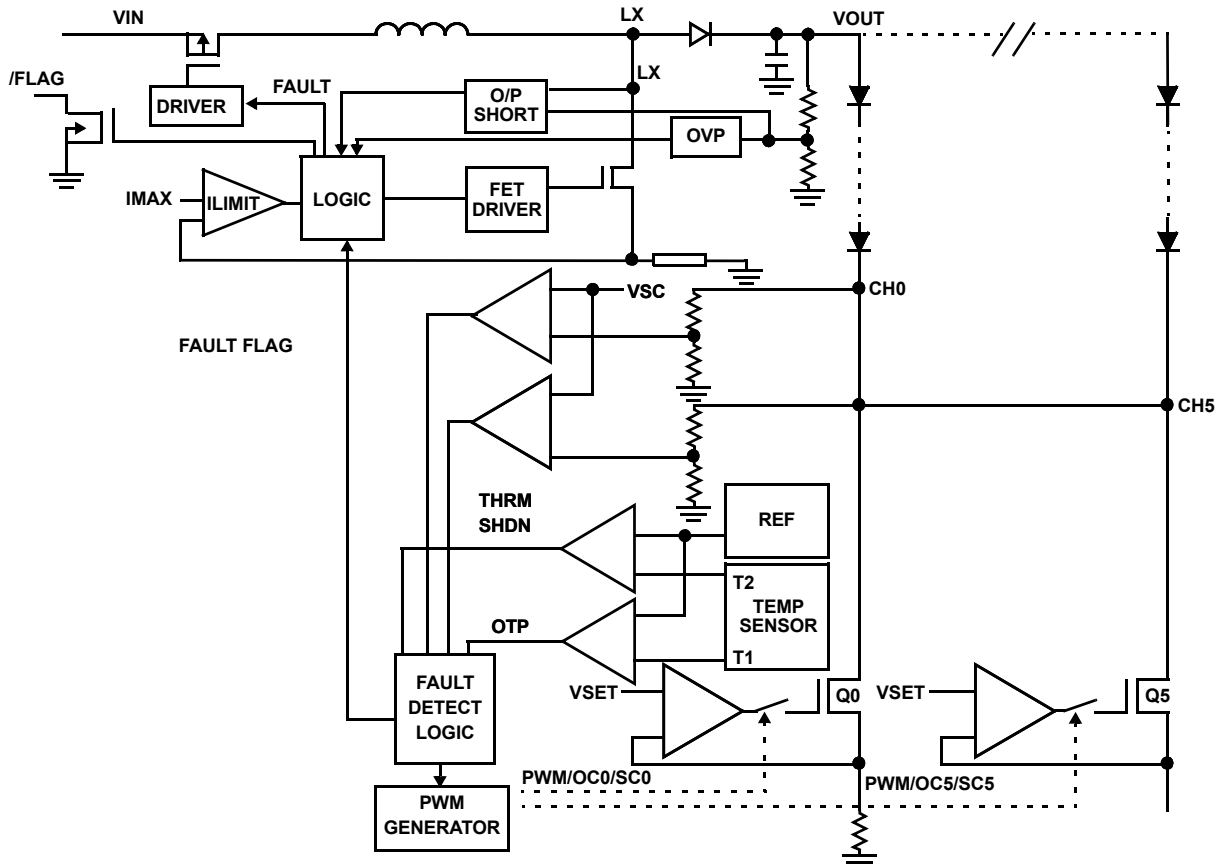 VIN
LX
VOUT
LX
/FLAG
FAULT
DRIVER
O/P
SHORT
OVP
IMAX
ILIMIT
LOGIC
FET
DRIVER
VSC
CH0
FAULT FLAG
CH5
THRM
SHDN
REF
T2
TEMP
SENSOR
T1
OTP
FAULT
DETECT
LOGIC
VSET
Q0
VSET
Q5
PWM/OC0/SC0
PWM/OC5/SC5
PWM
GENERATOR